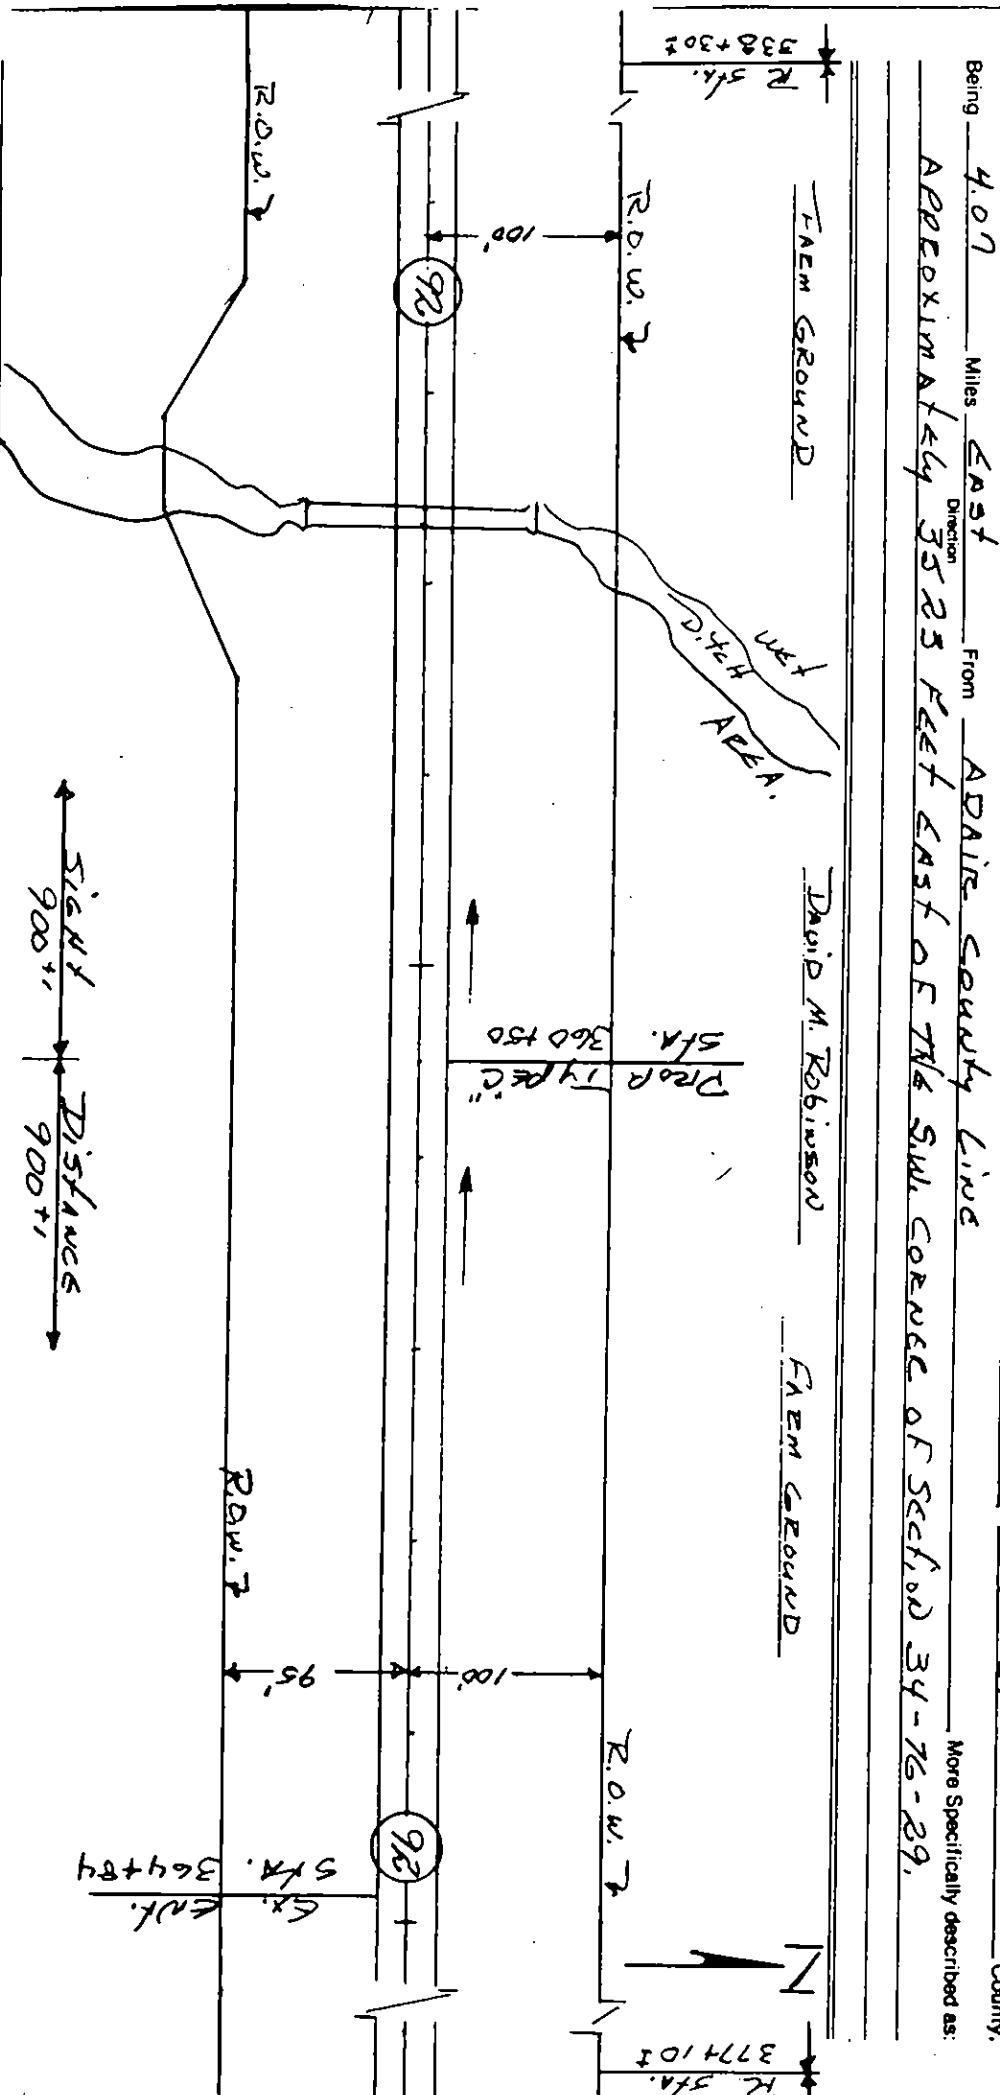 County.
Being 4.07 Miles EAST From ADAIR COUNTY LINE More Specifically described as:
Direction
APPROXIMATELY 3523 FEET EAST OF THE S.W. CORNER OF SECTION 34-76-29.
R Sta.
338+30±
R Sta.
377+10±
FARM GROUND
DAVID M. ROBINSON
FARM GROUND
N
WET
DITCH
AREA.
R.O.W.
Sta. 360+50
PROP. TYPE "C"
R.O.W.
100'
100'
92
92
95'
Sta. 364+84
Ex. Ent.
R.O.W.
R.O.W.
SIGHT DISTANCE
900+' 900+'